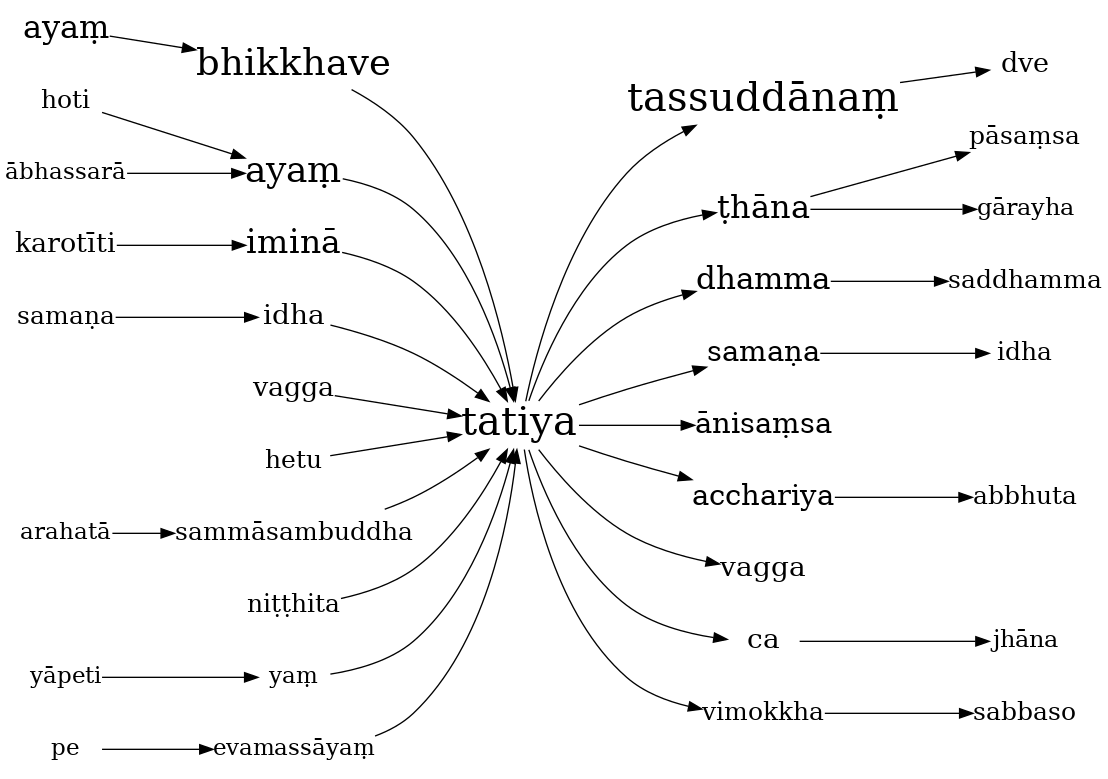 ayaṃ
bhikkhave
hoti
ābhassarā
ayaṃ
karotīti
iminā
samaṇa
idha
vagga
hetu
arahatā
sammāsambuddha
niṭṭhita
yāpeti
yaṃ
pe
evamassāyaṃ
tatiya
tassuddānaṃ
dve
ṭhāna
pāsaṃsa
gārayha
dhamma
saddhamma
samaṇa
idha
ānisaṃsa
acchariya
abbhuta
vagga
ca
jhāna
vimokkha
sabbaso